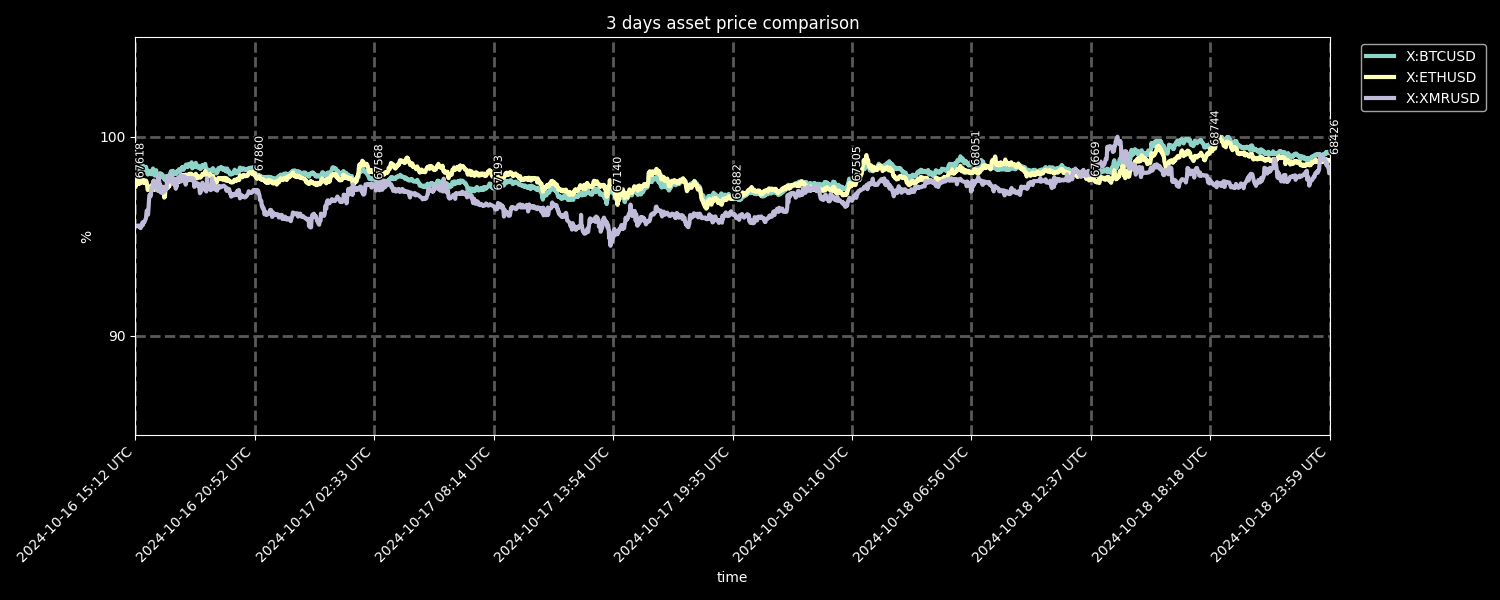 3 days asset price comparison
X:BTCUSD
X:ETHUSD
X:XMRUSD
100
90
%
67618
67860
67568
67193
67140
66882
67505
68051
67669
68744
68426
2024-10-16 15:12 UTC
2024-10-16 20:52 UTC
2024-10-17 02:33 UTC
2024-10-17 08:14 UTC
2024-10-17 13:54 UTC
2024-10-17 19:35 UTC
2024-10-18 01:16 UTC
2024-10-18 06:56 UTC
2024-10-18 12:37 UTC
2024-10-18 18:18 UTC
2024-10-18 23:59 UTC
time